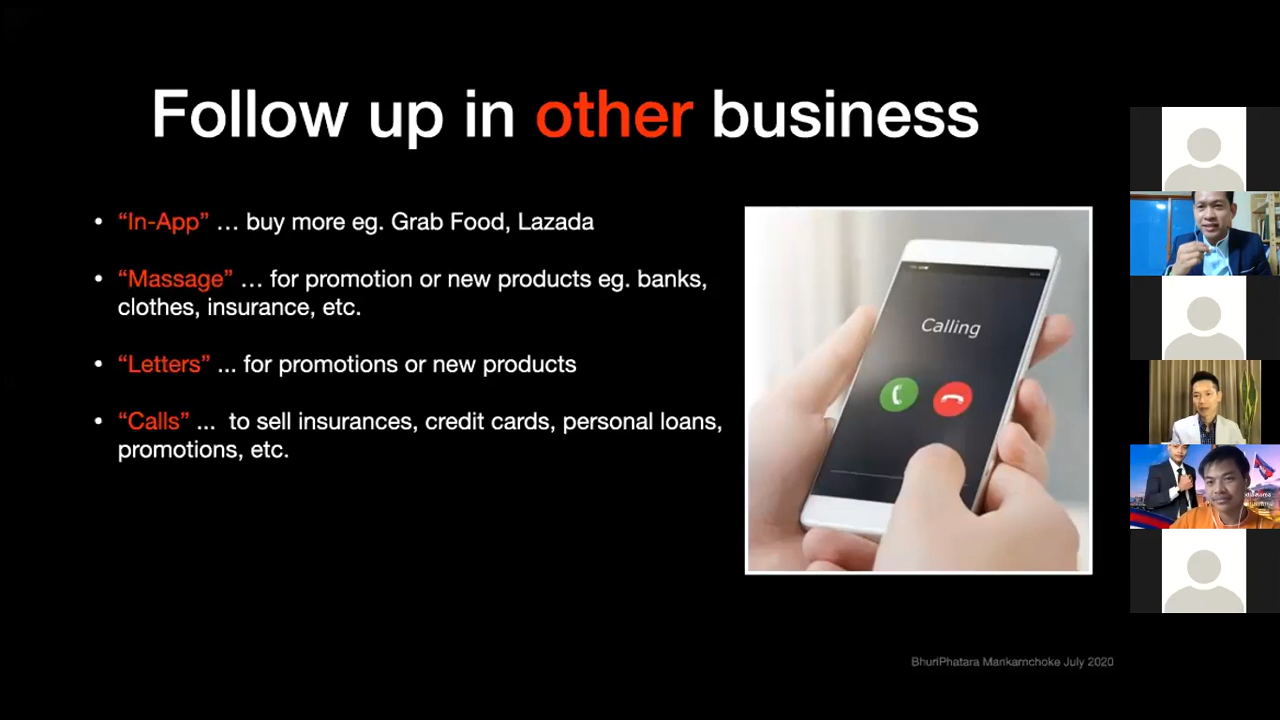 Follow up in other business
• “In-App” … buy more eg. Grab Food, Lazada
• “Massage” … for promotion or new products eg. banks,
clothes, insurance, etc.
• “Letters” ... for promotions or new products
• “Calls” ...  to sell insurances, credit cards, personal loans,
promotions, etc.
Calling
BhuriPhatara Mankamchoke July 2020